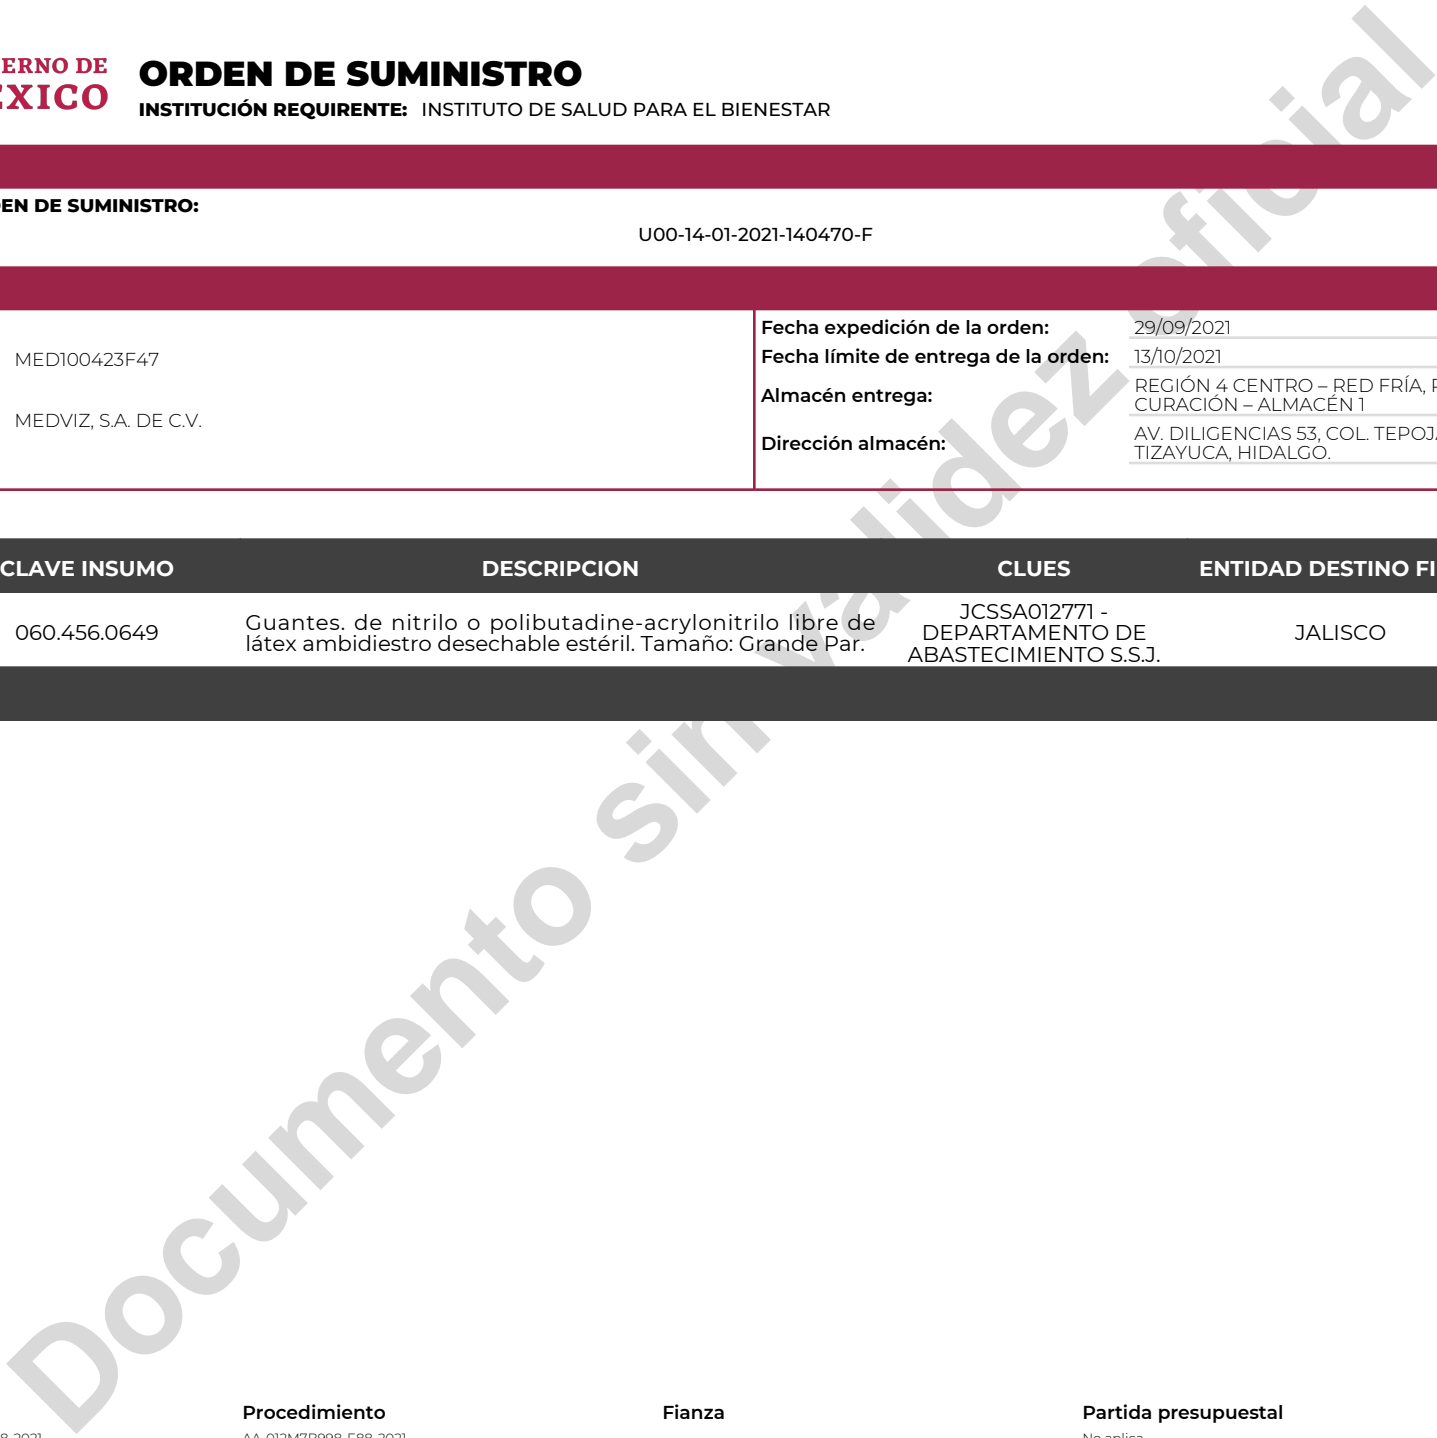 ERNO DE
ORDEN DE SUMINISTRO
INSTITUCIÓN REQUIRENTE: INSTITUTO DE SALUD PARA EL BIENESTAR
DE SUMINISTRO:
U00-14-01-2021-140470-F
MED100423F47
MEDVIZ, S.A. DE C.V.
Fecha expedición de la orden: 29/09/2021
Fecha límite de entrega de la orden: 13/10/2021
Almacén entrega:
REGIÓN 4 CENTRO – RED FRÍA,
CURACIÓN – ALMACÉN 1
Dirección almacén:
AV. DILIGENCIAS 53, COL.
TIZAYUCA, HIDALGO.
CLAVE INSUMO DESCRIPCION CLUES ENTIDAD DESTINO
060.456.0649
Guantes. de nitrilo o polibutadine-acrylonitrilo libre de
látex ambidiestro desechable estéril. Tamaño: Grande Par.
JCSSA012771 -
DEPARTAMENTO DE
ABASTECIMIENTO S.S.J.
JALISCO
Documento sin validez oficial
Procedimiento Fianza Partida presupuestal